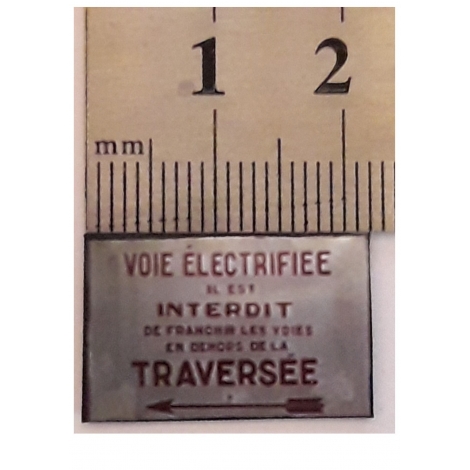 1 2
mm
VOIE ÉLECTRIFIEE
IL EST
INTERDIT
DE FRANCHIR LES VOIES
EN DEHORS DE LA
TRAVERSÉE